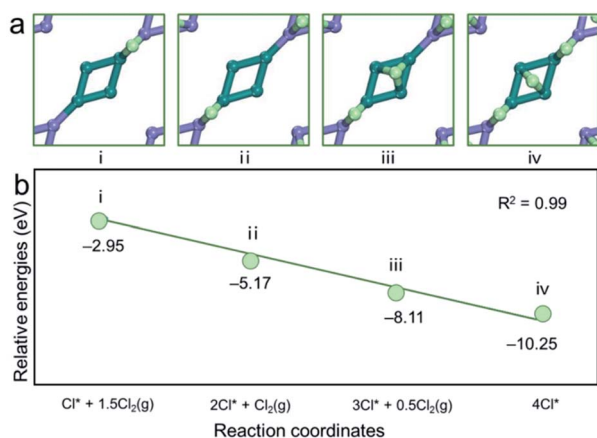 a
i
ii
iii
iv
b
Relative energies (eV)
R² = 0.99
i
−2.95
ii
−5.17
iii
−8.11
iv
−10.25
Cl* + 1.5Cl₂(g)
2Cl* + Cl₂(g)
3Cl* + 0.5Cl₂(g)
4Cl*
Reaction coordinates